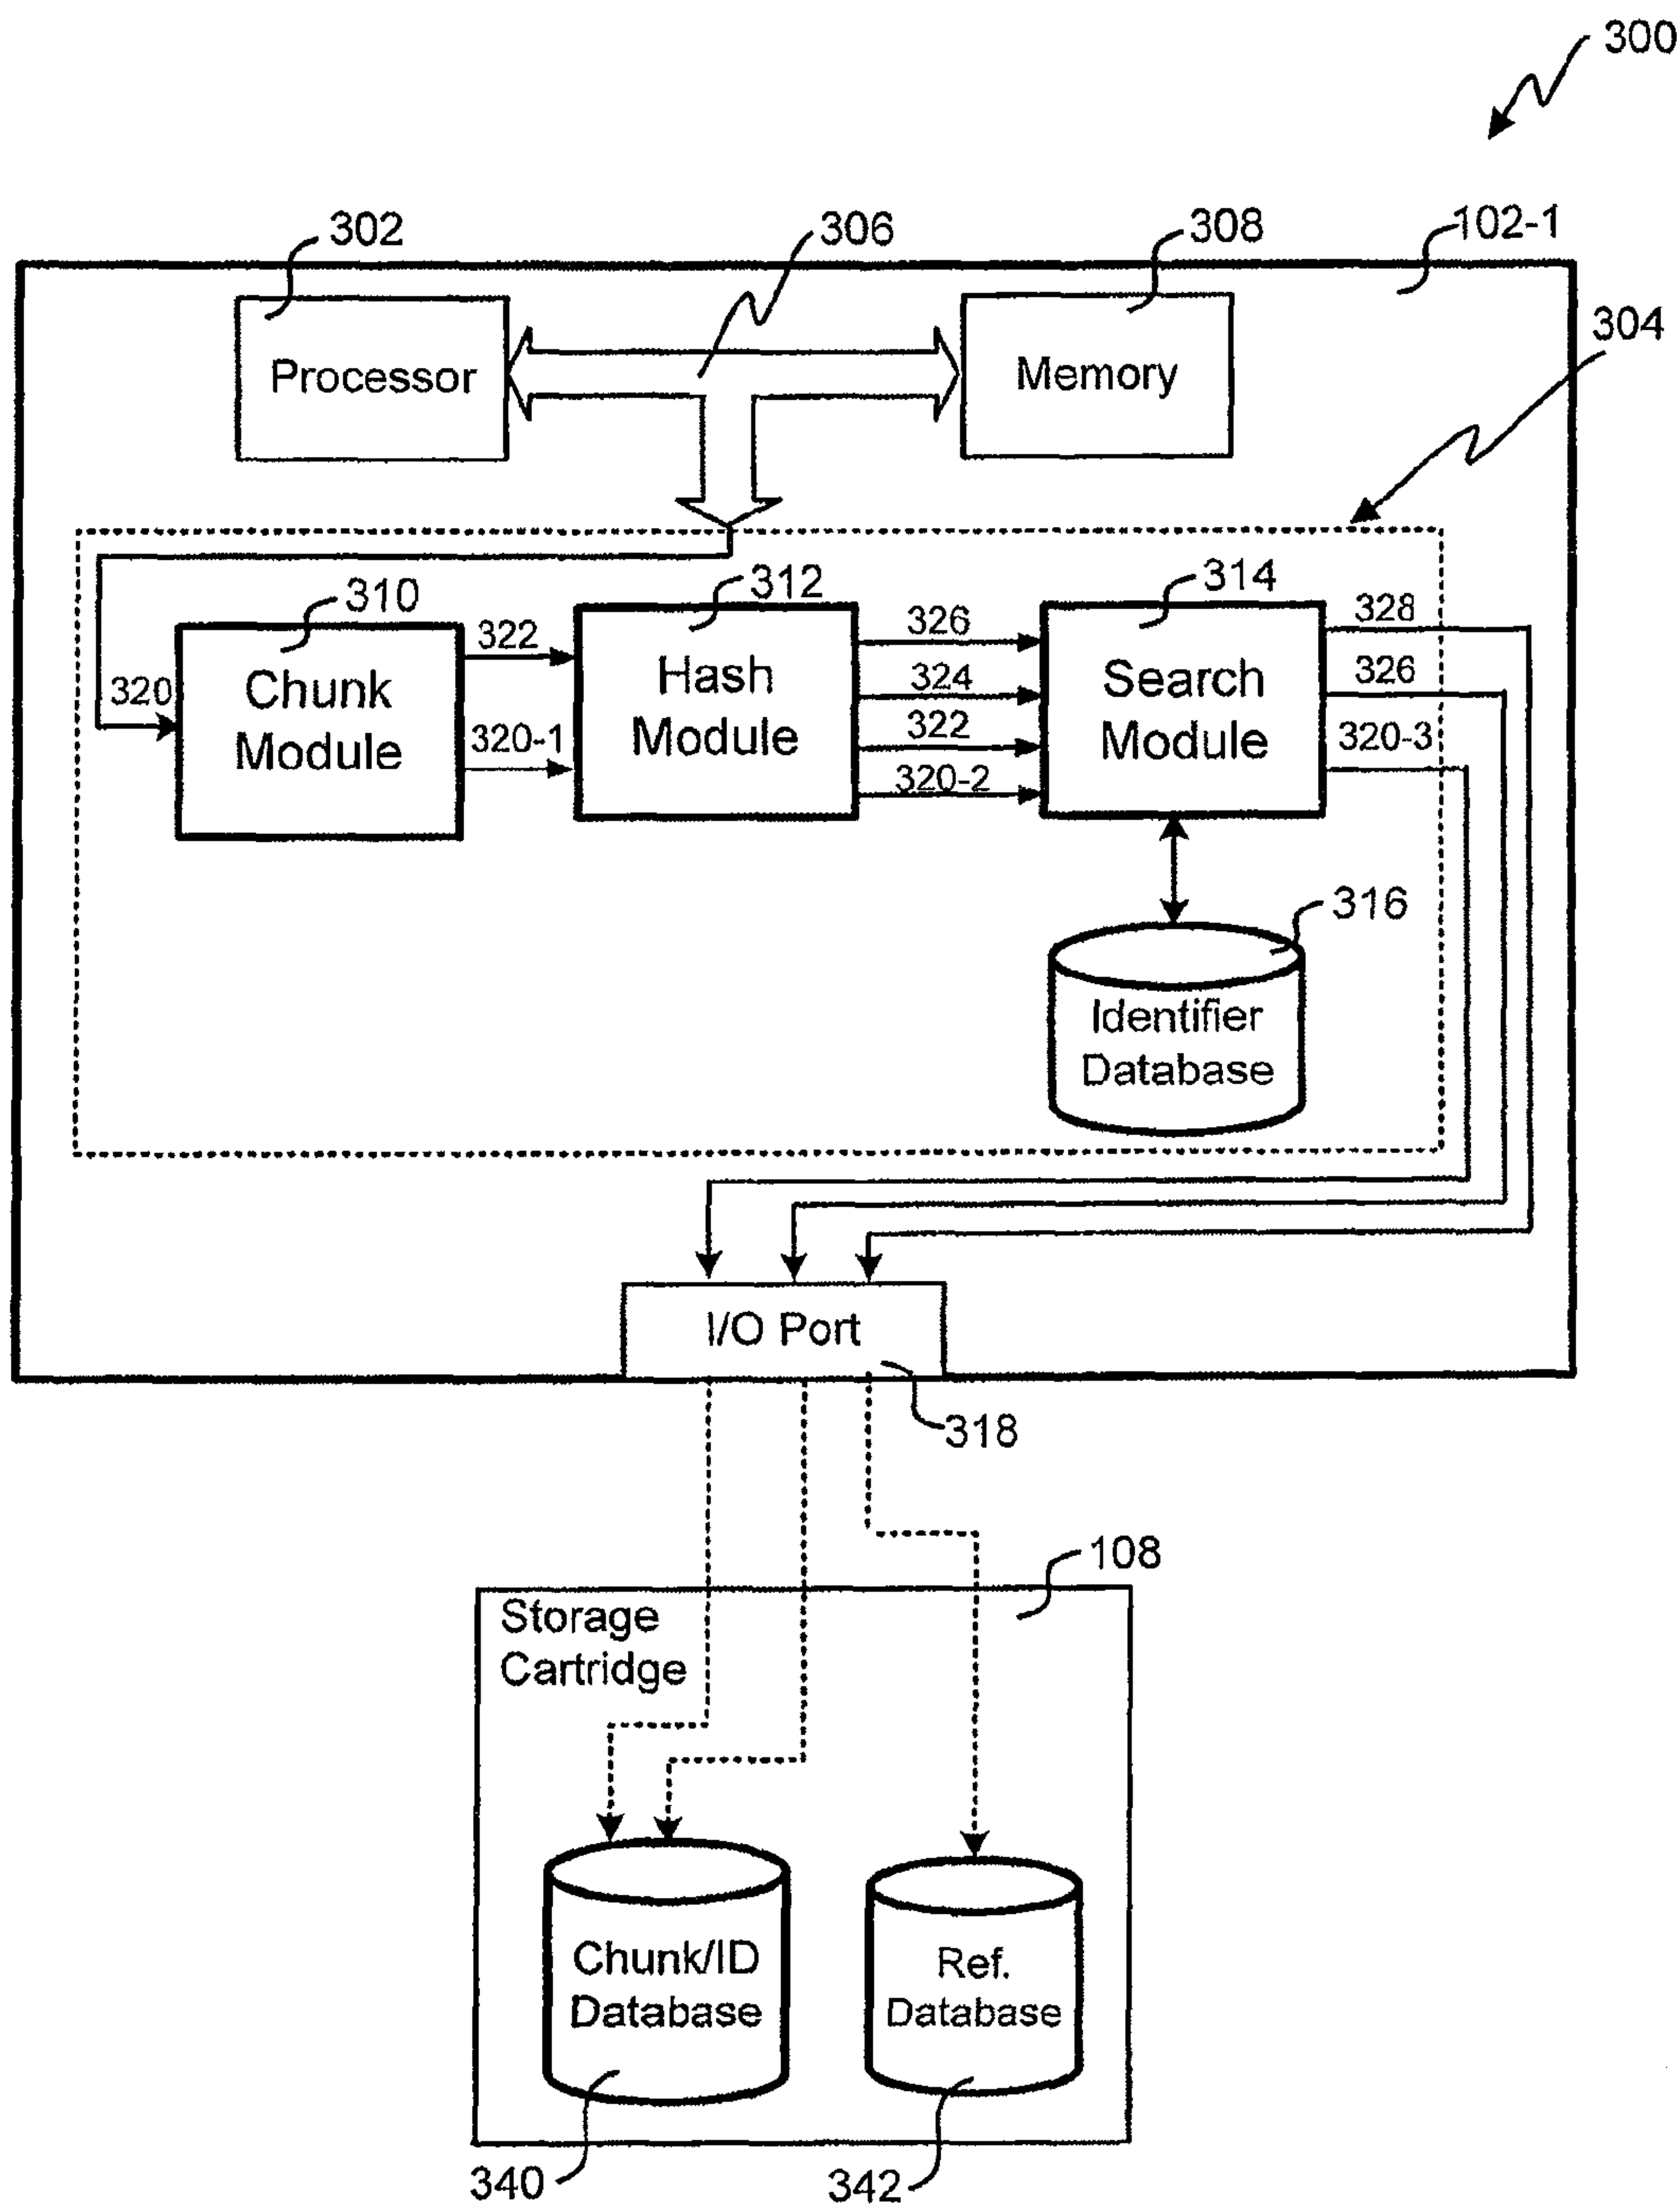 300
302
306
308
102-1
304
Processor
Memory
310
312
314
328
322
326
326
320
Chunk
Module
Hash
Module
324
Search
Module
320-1
322
320-3
320-2
316
Identifier
Database
I/O Port
318
108
Storage
Cartridge
Chunk/ID
Database
Ref.
Database
340
342